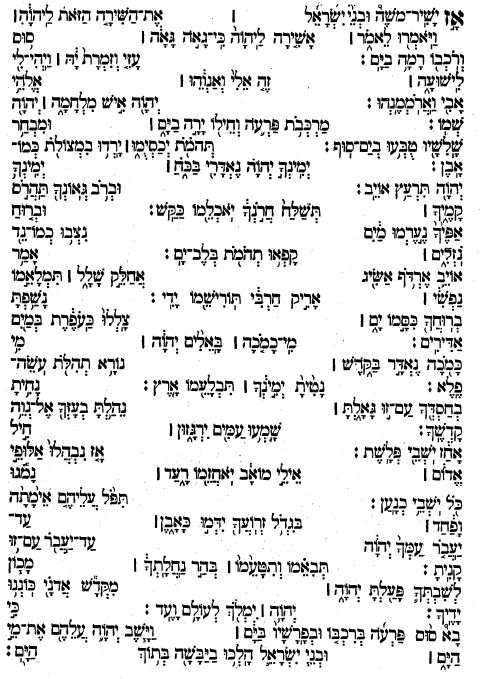 אָז יָשִׁיר־מֹשֶׁה וּבְנֵי יִשְׂרָאֵל ׀ אֶת־הַשִּׁירָה הַזֹּאת לַיהוָה ׀
וַיֹּאמְרוּ לֵאמֹר ׀ אָשִׁירָה לַיהוָה כִּי־גָאֹה גָּאָה ׀ סוּס
וְרֹכְבוֹ רָמָה בַיָּם׃ עָזִּי וְזִמְרָת יָהּ ׀ וַיְהִי־לִי
לִישׁוּעָה ׀ זֶה אֵלִי וְאַנְוֵהוּ ׀ אֱלֹהֵי
אָבִי וַאֲרֹמְמֶנְהוּ׃ יְהוָה אִישׁ מִלְחָמָה ׀ יְהוָה
שְׁמוֹ׃ מַרְכְּבֹת פַּרְעֹה וְחֵילוֹ יָרָה בַיָּם ׀ וּמִבְחַר
שָׁלִשָׁיו טֻבְּעוּ בְיַם־סוּף׃ תְּהֹמֹת יְכַסְיֻמוּ ׀ יָרְדוּ בִמְצוֹלֹת כְּמוֹ־
אָבֶן׃ יְמִינְךָ יְהוָה נֶאְדָּרִי בַּכֹּחַ ׀ יְמִינְךָ
יְהוָה תִּרְעַץ אוֹיֵב׃ וּבְרֹב גְּאוֹנְךָ תַּהֲרֹס
קָמֶיךָ ׀ תְּשַׁלַּח חֲרֹנְךָ יֹאכְלֵמוֹ כַּקַּשׁ׃ וּבְרוּחַ
אַפֶּיךָ נֶעֶרְמוּ מַיִם נִצְּבוּ כְמוֹ־נֵד
נֹזְלִים ׀ קָפְאוּ תְהֹמֹת בְּלֶב־יָם׃ אָמַר
אוֹיֵב אֶרְדֹּף אַשִּׂיג אֲחַלֵּק שָׁלָל ׀ תִּמְלָאֵמוֹ
נַפְשִׁי ׀ אָרִיק חַרְבִּי תּוֹרִישֵׁמוֹ יָדִי׃ נָשַׁפְתָּ
בְרוּחֲךָ כִּסָּמוֹ יָם ׀ צָלֲלוּ כַּעוֹפֶרֶת בְּמַיִם
אַדִּירִים׃ מִי־כָמֹכָה ׀ בָּאֵלִים יְהוָה ׀ מִי
כָּמֹכָה נֶאְדָּר בַּקֹּדֶשׁ ׀ נוֹרָא תְהִלֹּת עֹשֵׂה־
פֶלֶא׃ נָטִיתָ יְמִינְךָ ׀ תִּבְלָעֵמוֹ אָרֶץ׃ נָחִיתָ
בְחַסְדְּךָ עַם־זוּ גָּאָלְתָּ ׀ נֵהַלְתָּ בְעָזְּךָ אֶל־נְוֵה
קָדְשֶׁךָ׃ שָׁמְעוּ עַמִּים יִרְגָּזוּן ׀ חִיל
אָחַז יֹשְׁבֵי פְּלָשֶׁת׃ אָז נִבְהֲלוּ אַלּוּפֵי
אֱדוֹם ׀ אֵילֵי מוֹאָב יֹאחֲזֵמוֹ רָעַד ׀ נָמֹגוּ
כֹּל יֹשְׁבֵי כְנָעַן׃ תִּפֹּל עֲלֵיהֶם אֵימָתָה
וָפַחַד ׀ בִּגְדֹל זְרוֹעֲךָ יִדְּמוּ כָּאָבֶן ׀ עַד־
יַעֲבֹר עַמְּךָ יְהוָה עַד־יַעֲבֹר עַם־זוּ
קָנִיתָ׃ תְּבִאֵמוֹ וְתִטָּעֵמוֹ ׀ בְּהַר נַחֲלָתְךָ ׀ מָכוֹן
לְשִׁבְתְּךָ פָּעַלְתָּ יְהוָה ׀ מִקְּדָשׁ אֲדֹנָי כּוֹנְנוּ
יָדֶיךָ׃ יְהוָה ׀ יִמְלֹךְ לְעוֹלָם וָעֶד׃ כִּי
בָא סוּס פַּרְעֹה בְּרִכְבּוֹ וּבְפָרָשָׁיו בַּיָּם ׀ וַיָּשֶׁב יְהוָה עֲלֵהֶם אֶת־מֵי
הַיָּם ׀ וּבְנֵי יִשְׂרָאֵל הָלְכוּ בַיַּבָּשָׁה בְּתוֹךְ הַיָּם׃